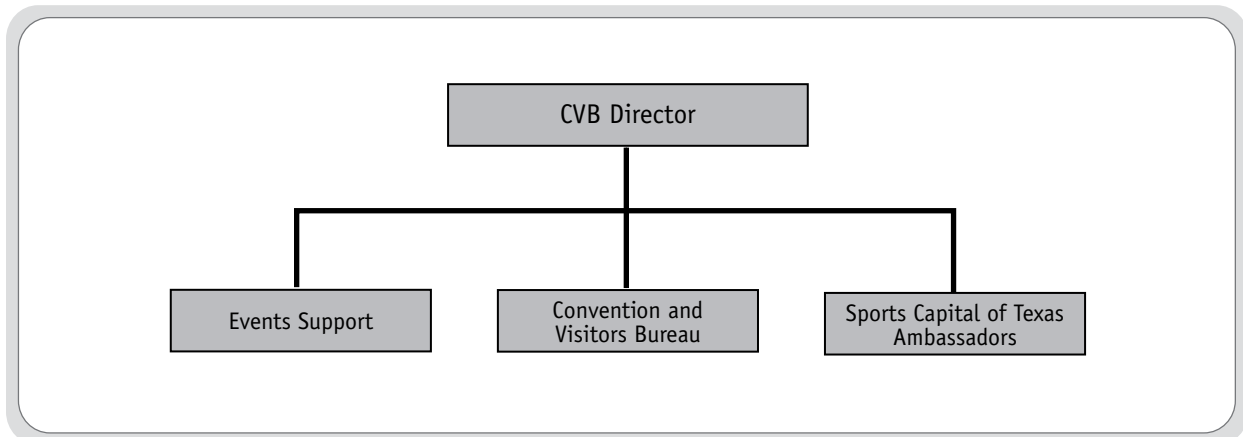 CVB Director
Events Support
Convention and
Visitors Bureau
Sports Capital of Texas
Ambassadors